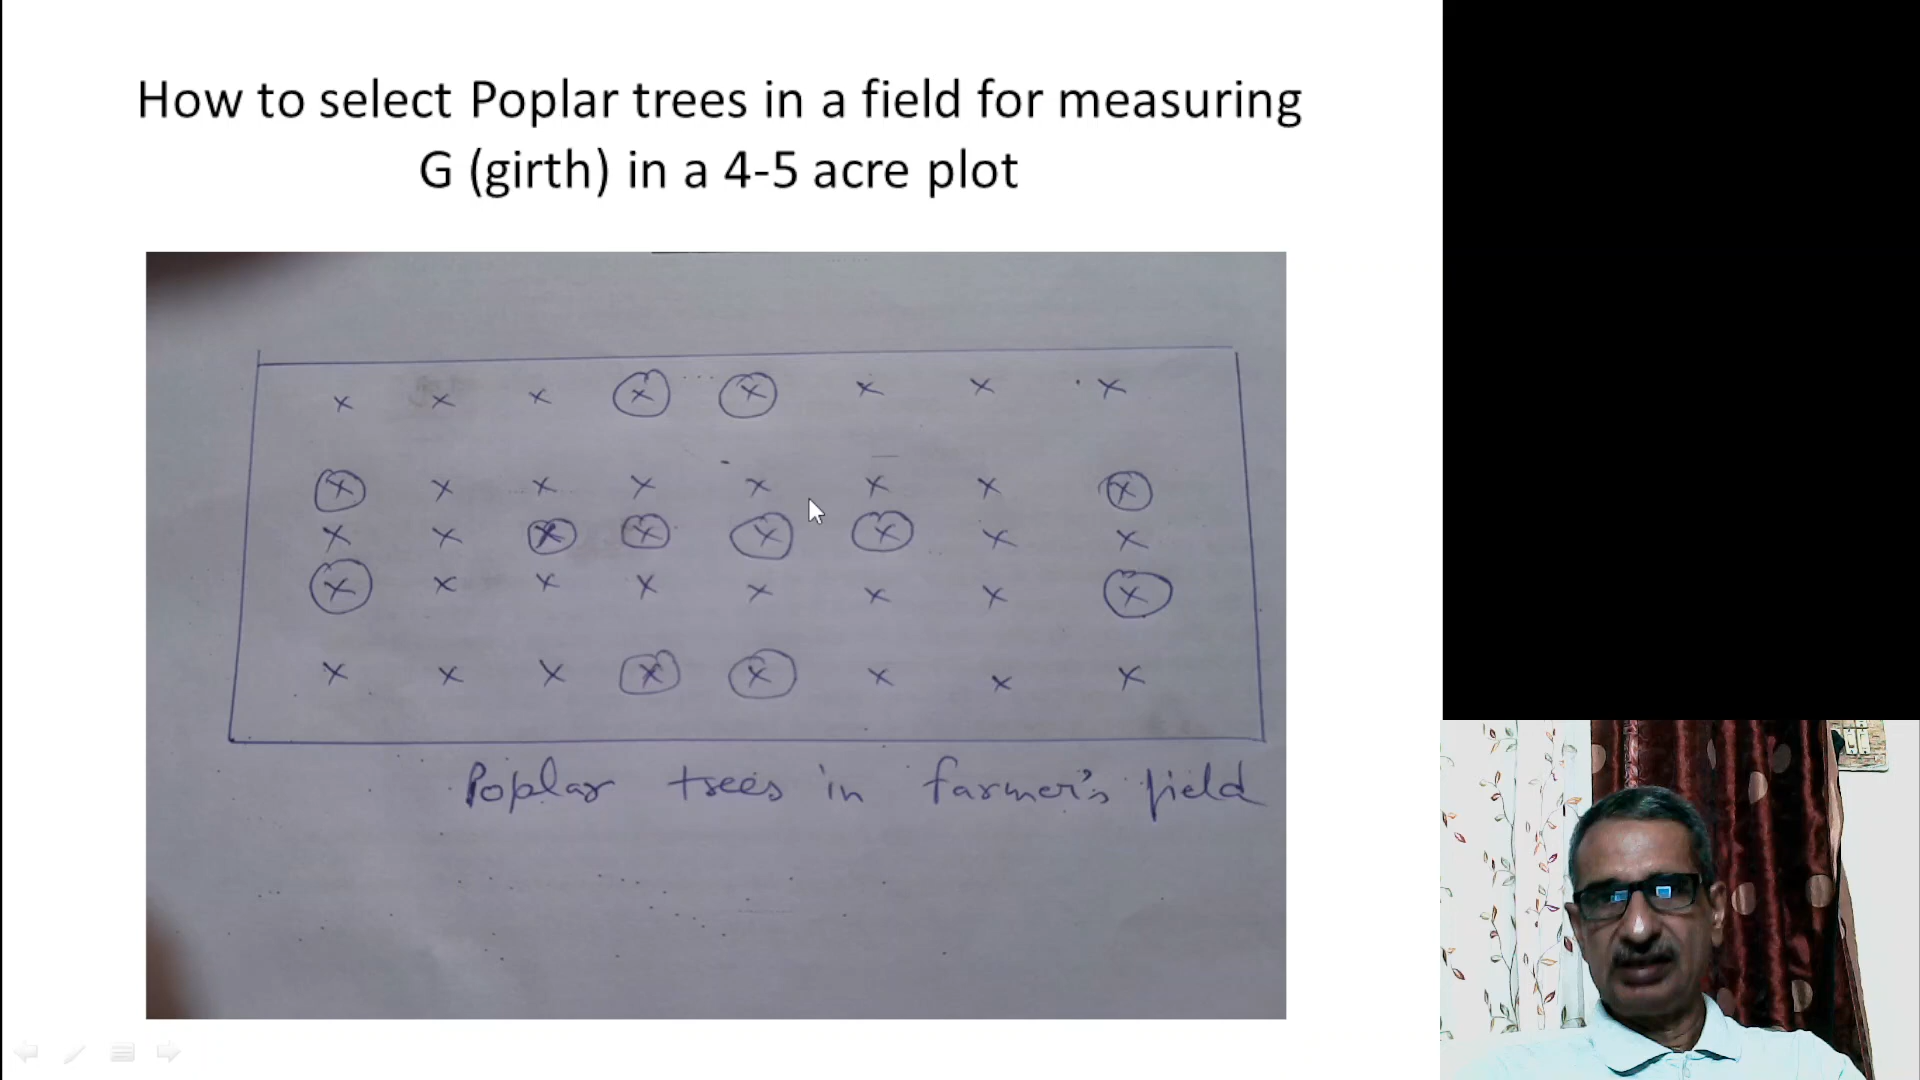 How to select Poplar trees in a field for measuring
G (girth) in a 4-5 acre plot
x x x x x x x x
x x x x x x x x
x x x x x x x x
x x x x x x x x
x x x x x x x x
Poplar trees in farmer's field